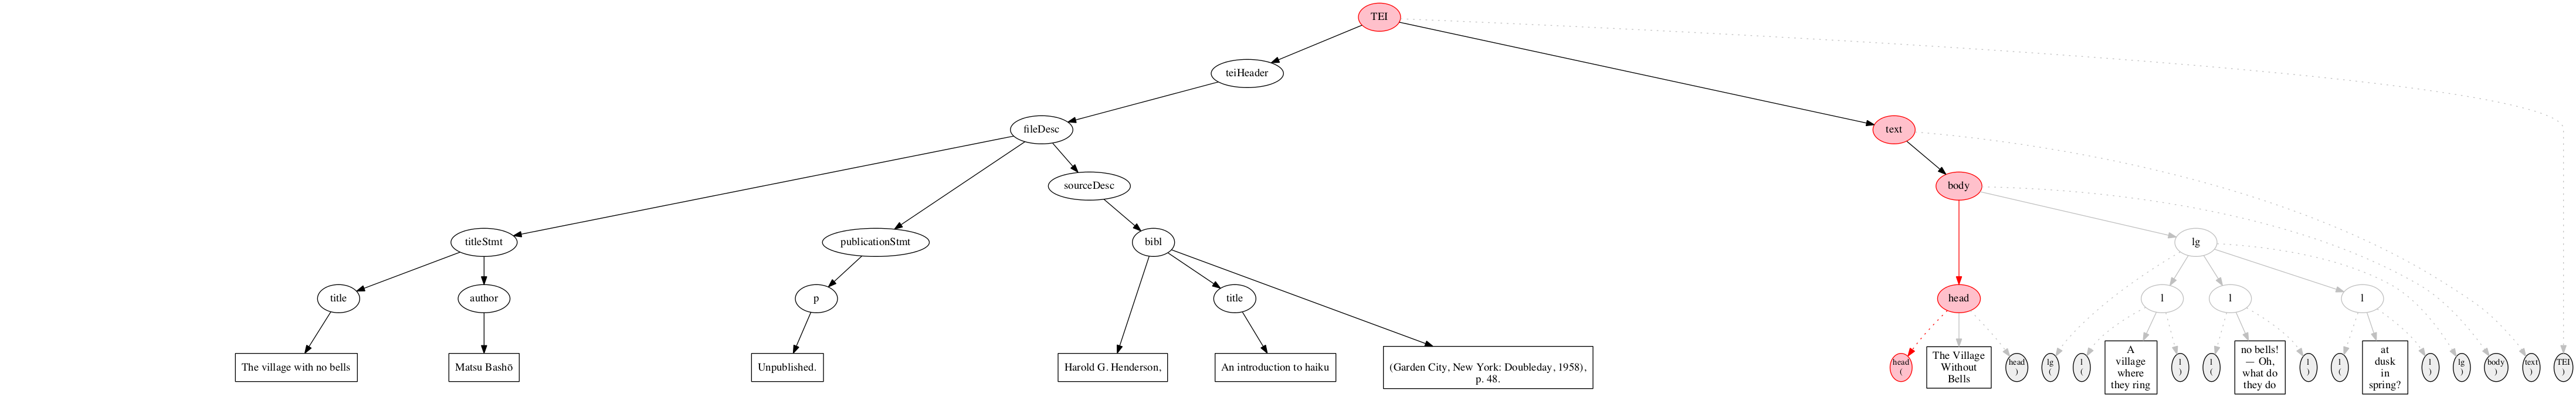 TEI
teiHeader
fileDesc
text
sourceDesc
body
titleStmt
publicationStmt
bibl
lg
title
author
p
title
head
l
l
l
The village with no bells
Matsu Bashō
Unpublished.
Harold G. Henderson,
An introduction to haiku
(Garden City, New York: Doubleday, 1958),
p. 48.
head
(
The Village
Without
Bells
head
)
lg
(
l
(
A
village
where
they ring
l
)
l
(
no bells!
— Oh,
what do
they do
l
)
l
(
at
dusk
in
spring?
l
)
lg
)
body
)
text
)
TEI
)